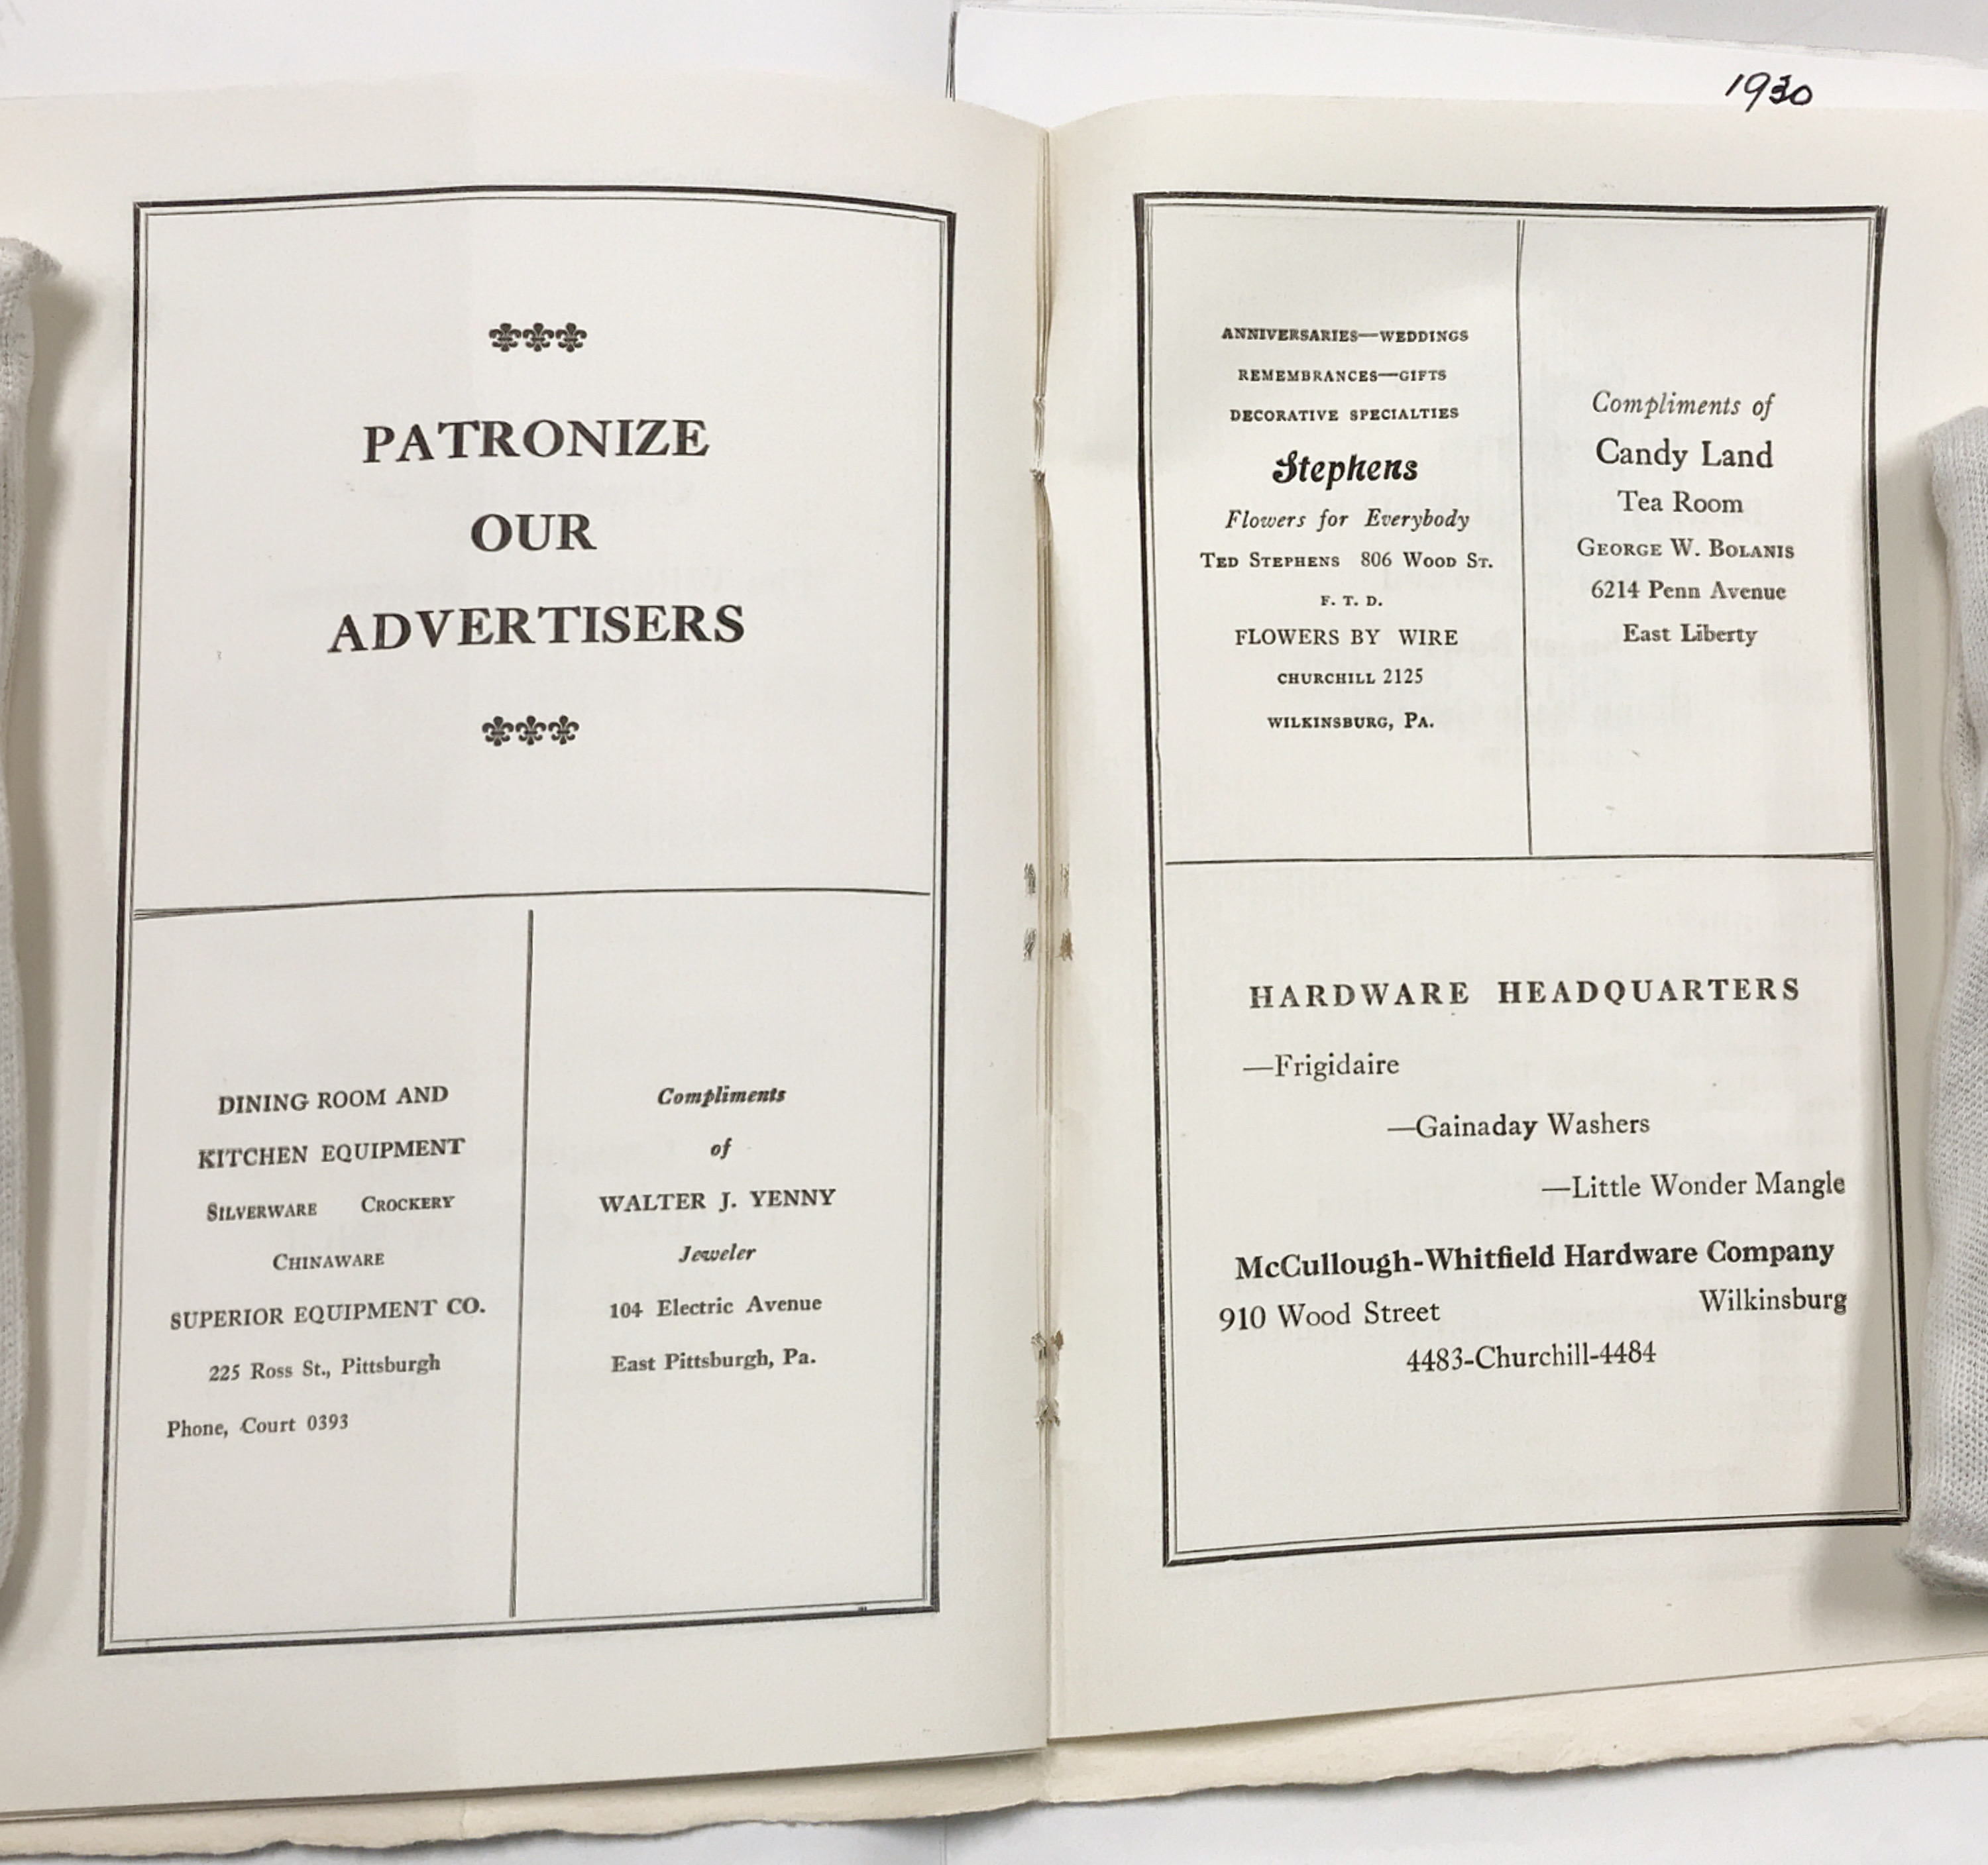 1930
PATRONIZE
OUR
ADVERTISERS
DINING ROOM AND
KITCHEN EQUIPMENT
SILVERWARE CROCKERY
CHINAWARE
SUPERIOR EQUIPMENT CO.
225 Ross St., Pittsburgh
Phone, Court 0393
Compliments
of
WALTER J. YENNY
Jeweler
104 Electric Avenue
East Pittsburgh, Pa.
ANNIVERSARIES—WEDDINGS
REMEMBRANCES—GIFTS
DECORATIVE SPECIALTIES
Stephens
Flowers for Everybody
TED STEPHENS 806 WOOD ST.
F. T. D.
FLOWERS BY WIRE
CHURCHILL 2125
WILKINSBURG, PA.
Compliments of
Candy Land
Tea Room
GEORGE W. BOLANIS
6214 Penn Avenue
East Liberty
HARDWARE HEADQUARTERS
—Frigidaire
—Gainaday Washers
—Little Wonder Mangle
McCullough-Whitfield Hardware Company
910 Wood Street Wilkinsburg
4483-Churchill-4484